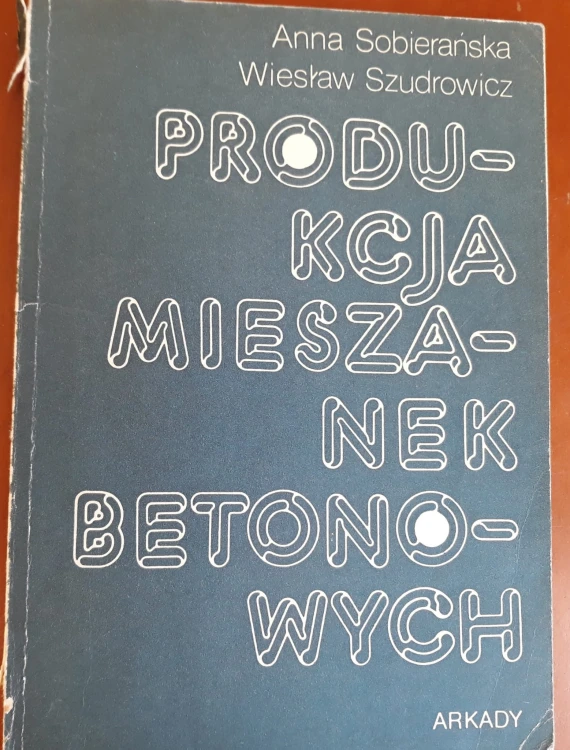 Anna Sobierańska
Wiesław Szudrowicz
PRODU-
KCJA
MIESZA-
NEK
BETONO-
WYCH
ARKADY